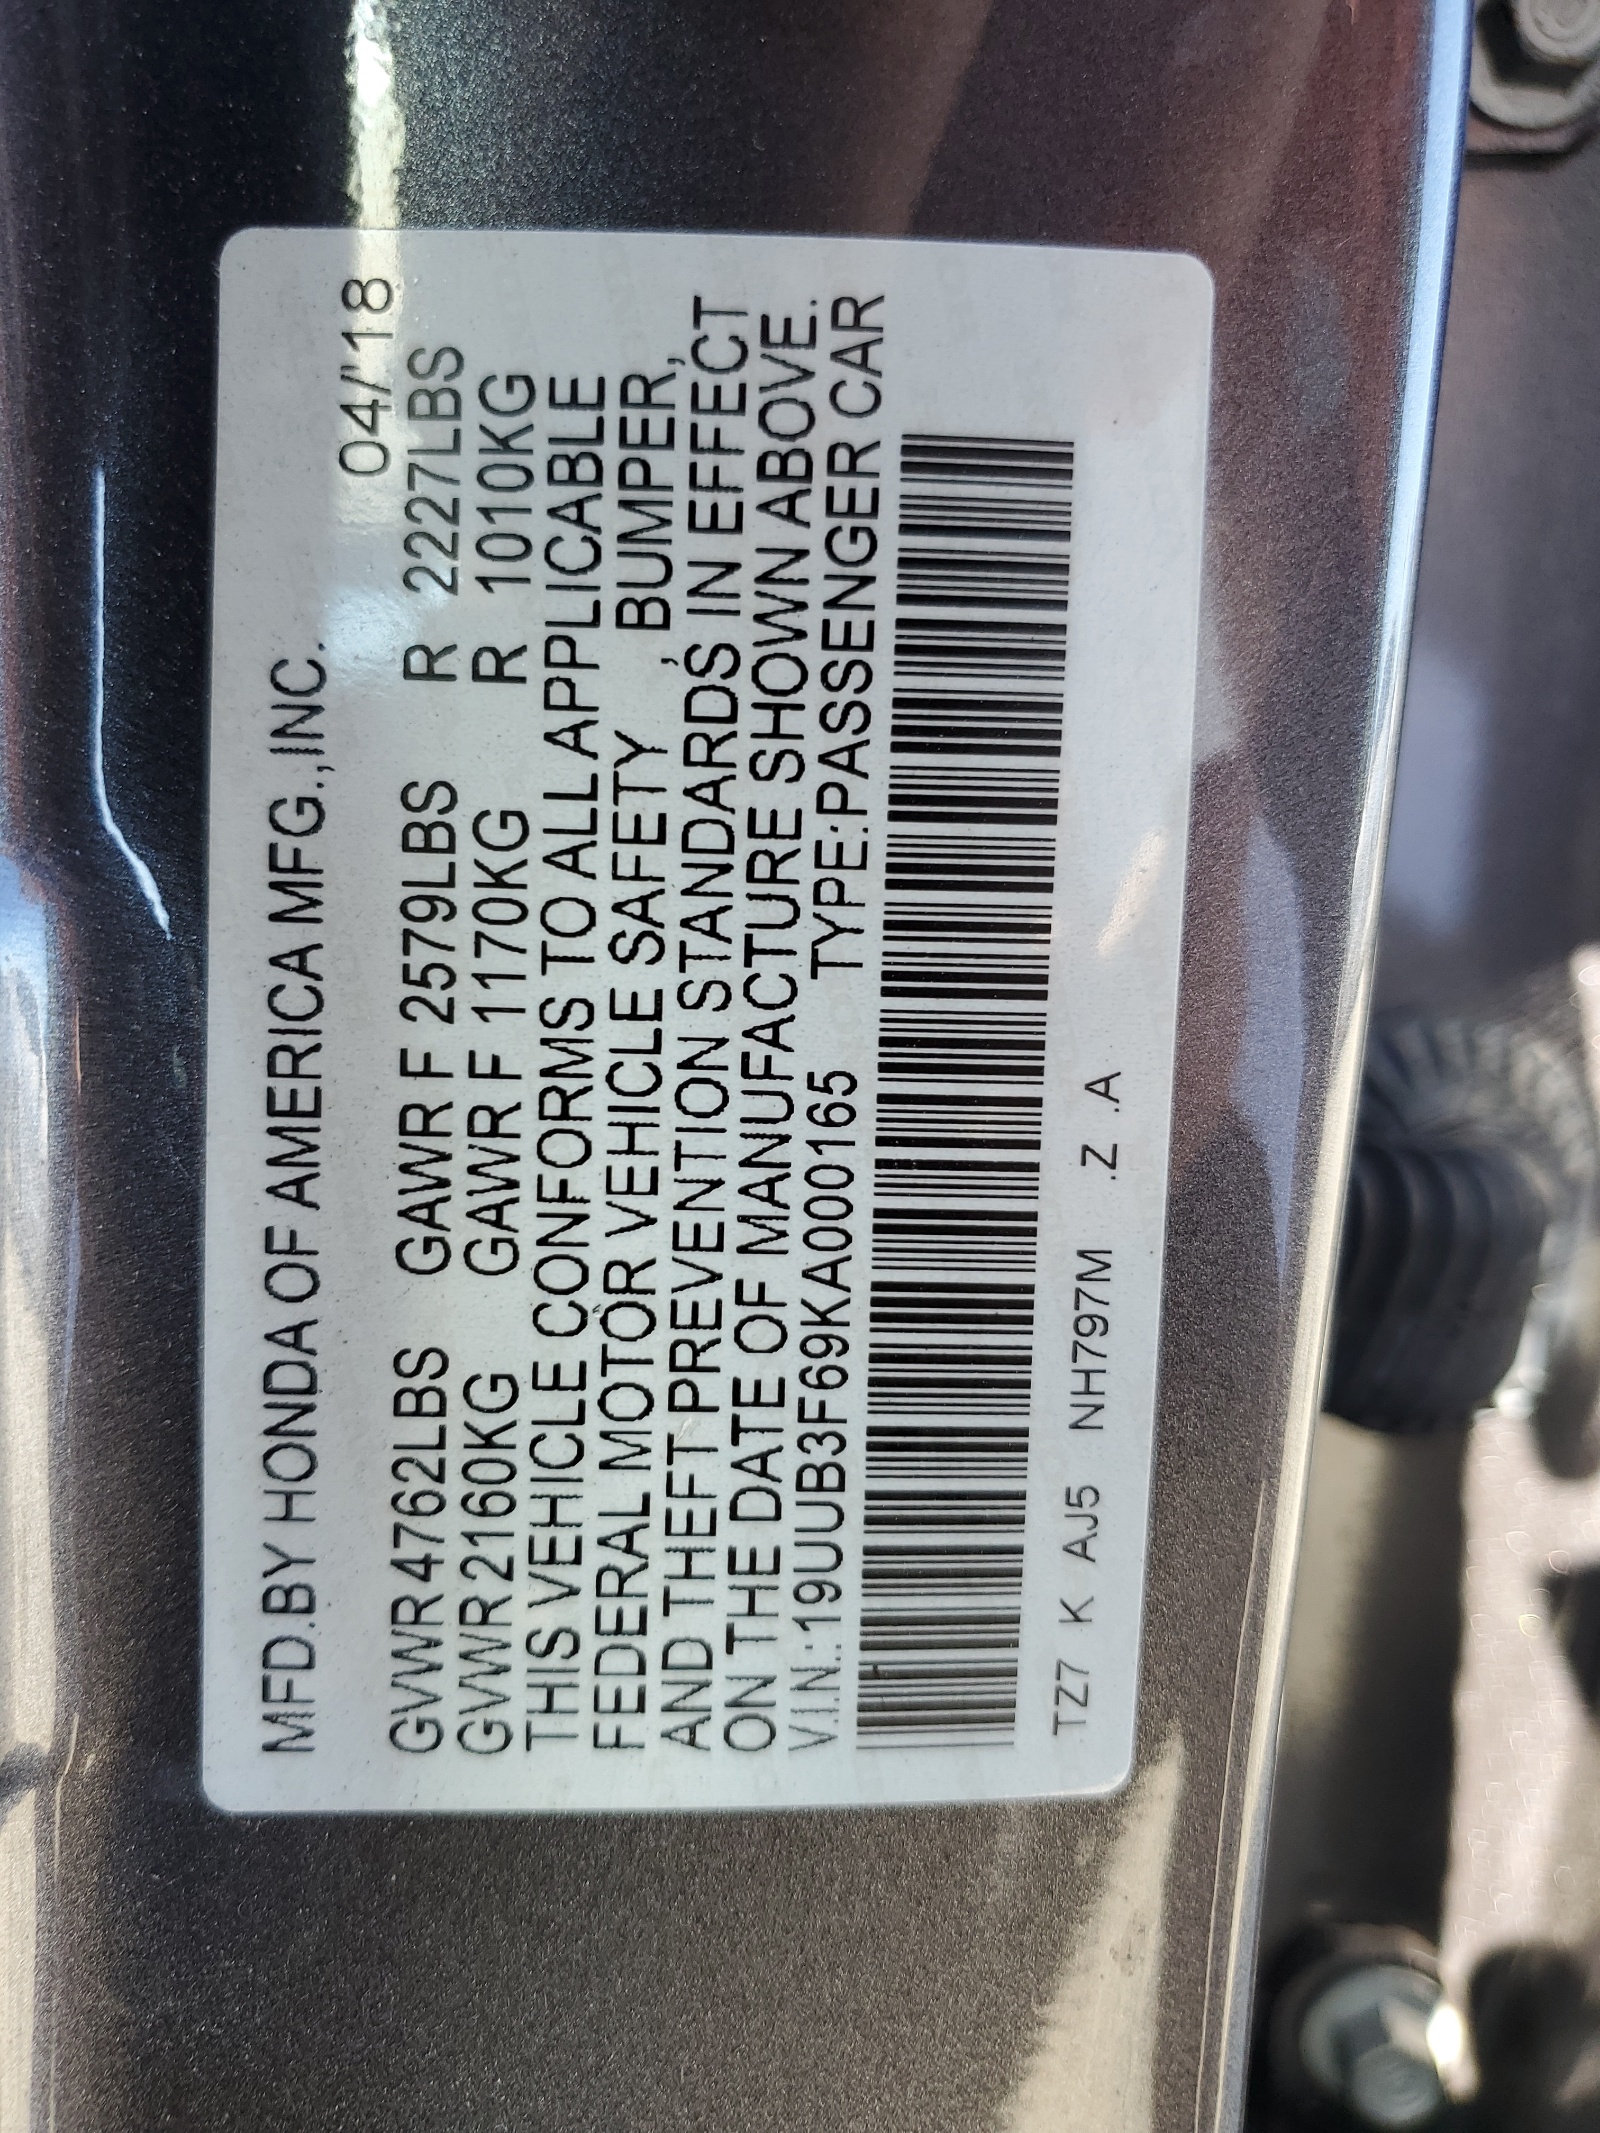 MFD.BY HONDA OF AMERICA MFG.,INC.
04/'18
GVWR 4762LBS GAWR F 2579LBS R 2227LBS
GVWR 2160KG GAWR F 1170KG R 1010KG
THIS VEHICLE CONFORMS TO ALL APPLICABLE
FEDERAL MOTOR VEHICLE SAFETY , BUMPER,
AND THEFT PREVENTION STANDARDS IN EFFECT
ON THE DATE OF MANUFACTURE SHOWN ABOVE.
V.I.N.:19UUB3F69KA000165 TYPE:PASSENGER CAR
TZ7 K AJ5 NH797M .Z .A